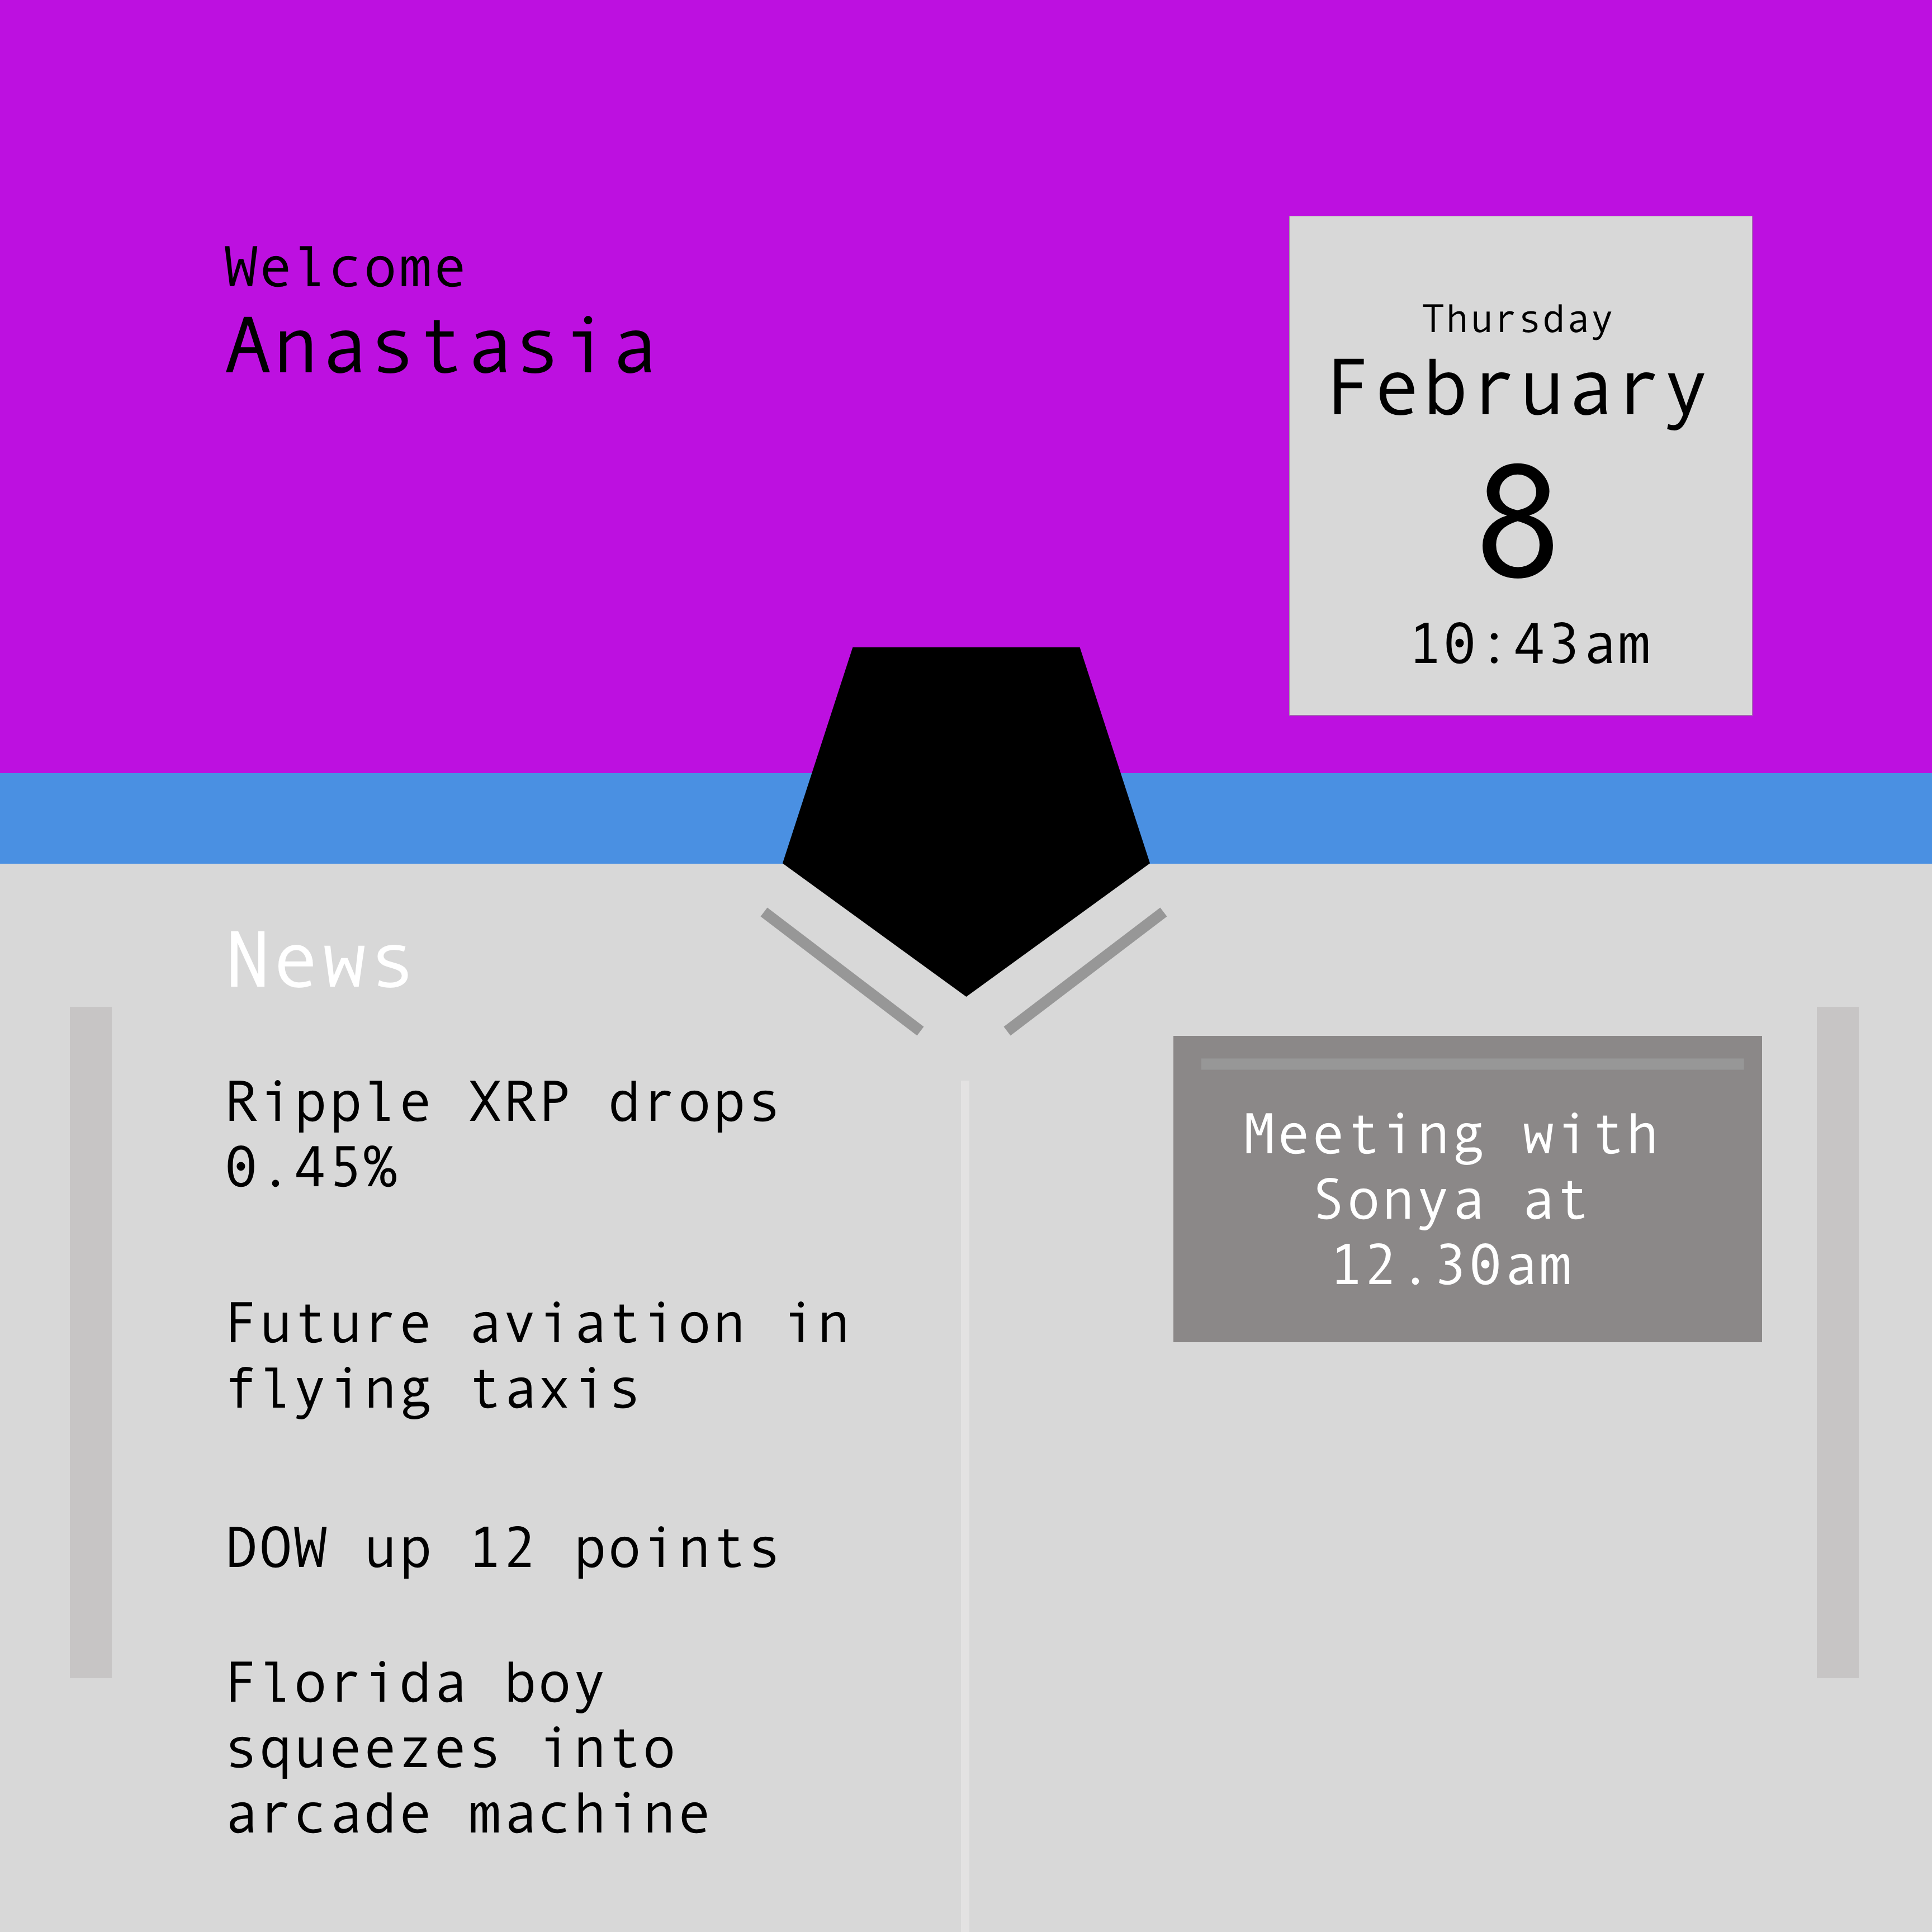 Welcome
Anastasia
Thursday
February
8
10:43am
News
Ripple XRP drops
0.45%
Future aviation in
flying taxis
DOW up 12 points
Florida boy
squeezes into
arcade machine
Meeting with
Sonya at
12.30am